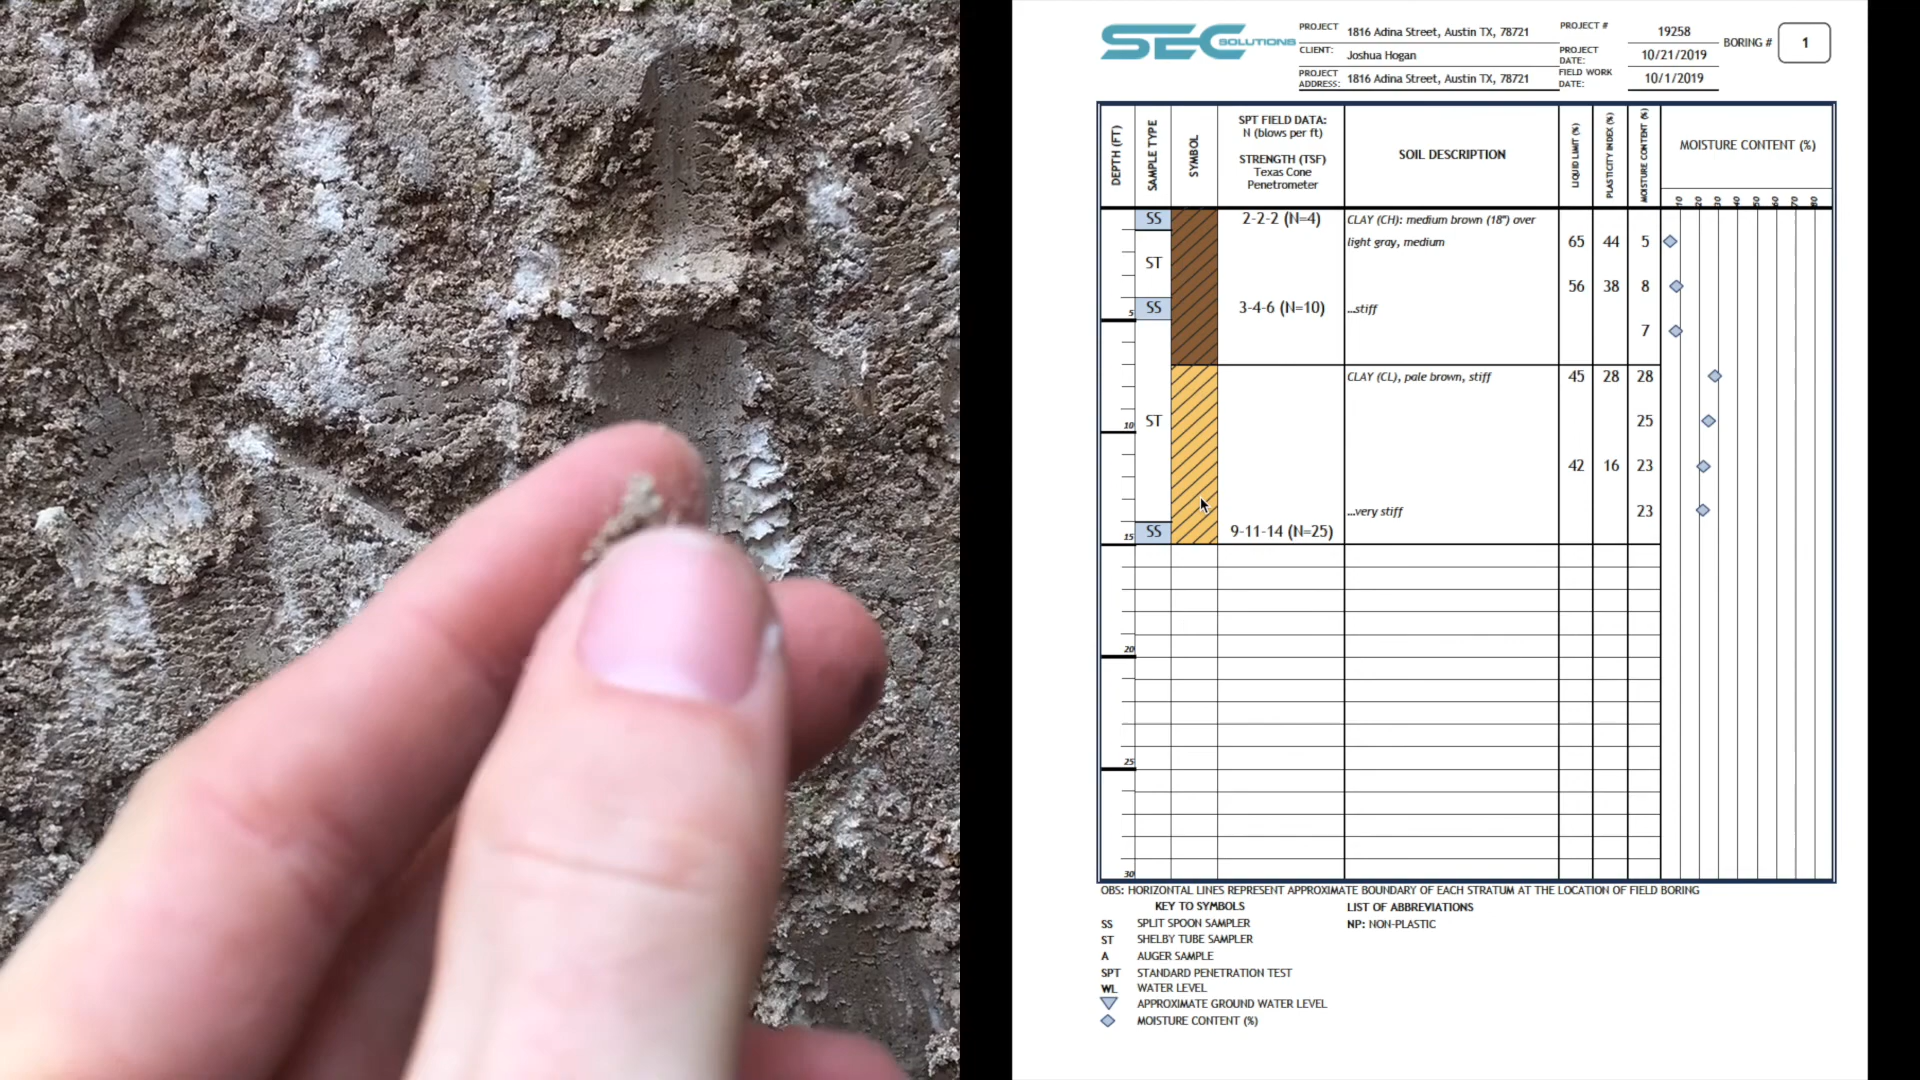 SEC SOLUTIONS
PROJECT 1816 Adina Street, Austin TX, 78721 PROJECT # 19258
CLIENT: Joshua Hogan PROJECT DATE: 10/21/2019 BORING # 1
PROJECT ADDRESS: 1816 Adina Street, Austin TX, 78721 FIELD WORK DATE: 10/1/2019
DEPTH (FT)
SAMPLE TYPE
SYMBOL
SPT FIELD DATA:
N (blows per ft)
STRENGTH (TSF)
Texas Cone
Penetrometer
SOIL DESCRIPTION
LIQUID LIMIT (%)
PLASTICITY INDEX (%)
MOISTURE CONTENT (%)
MOISTURE CONTENT (%)
10 20 30 40 50 60 70 80
SS 2-2-2 (N=4) CLAY (CH): medium brown (18") over
light gray, medium 65 44 5
ST
56 38 8
5 SS 3-4-6 (N=10) ...stiff
7
CLAY (CL), pale brown, stiff 45 28 28
10 ST 25
42 16 23
...very stiff 23
15 SS 9-11-14 (N=25)
20
25
30
OBS: HORIZONTAL LINES REPRESENT APPROXIMATE BOUNDARY OF EACH STRATUM AT THE LOCATION OF FIELD BORING
KEY TO SYMBOLS LIST OF ABBREVIATIONS
SS SPLIT SPOON SAMPLER NP: NON-PLASTIC
ST SHELBY TUBE SAMPLER
A AUGER SAMPLE
SPT STANDARD PENETRATION TEST
WL WATER LEVEL
APPROXIMATE GROUND WATER LEVEL
MOISTURE CONTENT (%)